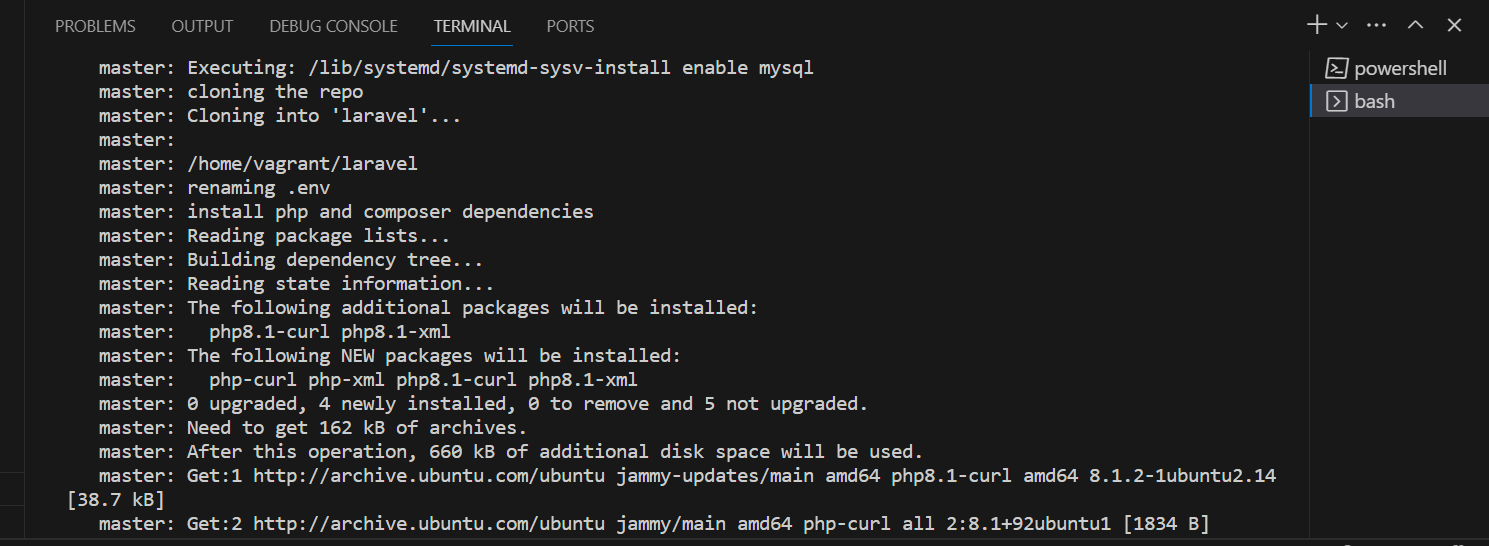 PROBLEMS OUTPUT DEBUG CONSOLE TERMINAL PORTS
master: Executing: /lib/systemd/systemd-sysv-install enable mysql
master: cloning the repo
master: Cloning into 'laravel'...
master:
master: /home/vagrant/laravel
master: renaming .env
master: install php and composer dependencies
master: Reading package lists...
master: Building dependency tree...
master: Reading state information...
master: The following additional packages will be installed:
master:   php8.1-curl php8.1-xml
master: The following NEW packages will be installed:
master:   php-curl php-xml php8.1-curl php8.1-xml
master: 0 upgraded, 4 newly installed, 0 to remove and 5 not upgraded.
master: Need to get 162 kB of archives.
master: After this operation, 660 kB of additional disk space will be used.
master: Get:1 http://archive.ubuntu.com/ubuntu jammy-updates/main amd64 php8.1-curl amd64 8.1.2-1ubuntu2.14
[38.7 kB]
master: Get:2 http://archive.ubuntu.com/ubuntu jammy/main amd64 php-curl all 2:8.1+92ubuntu1 [1834 B]
powershell
bash